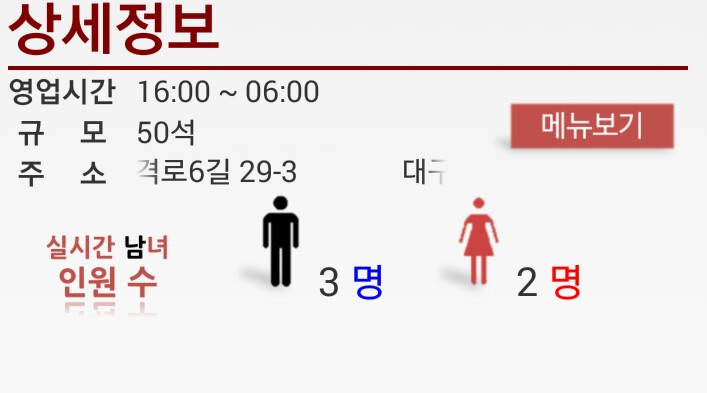 상세정보
영업시간 16:00 ~ 06:00
규 모 50석
메뉴보기
주 소 격로6길 29-3 대구
실시간 남녀
인원 수
3 명
2 명